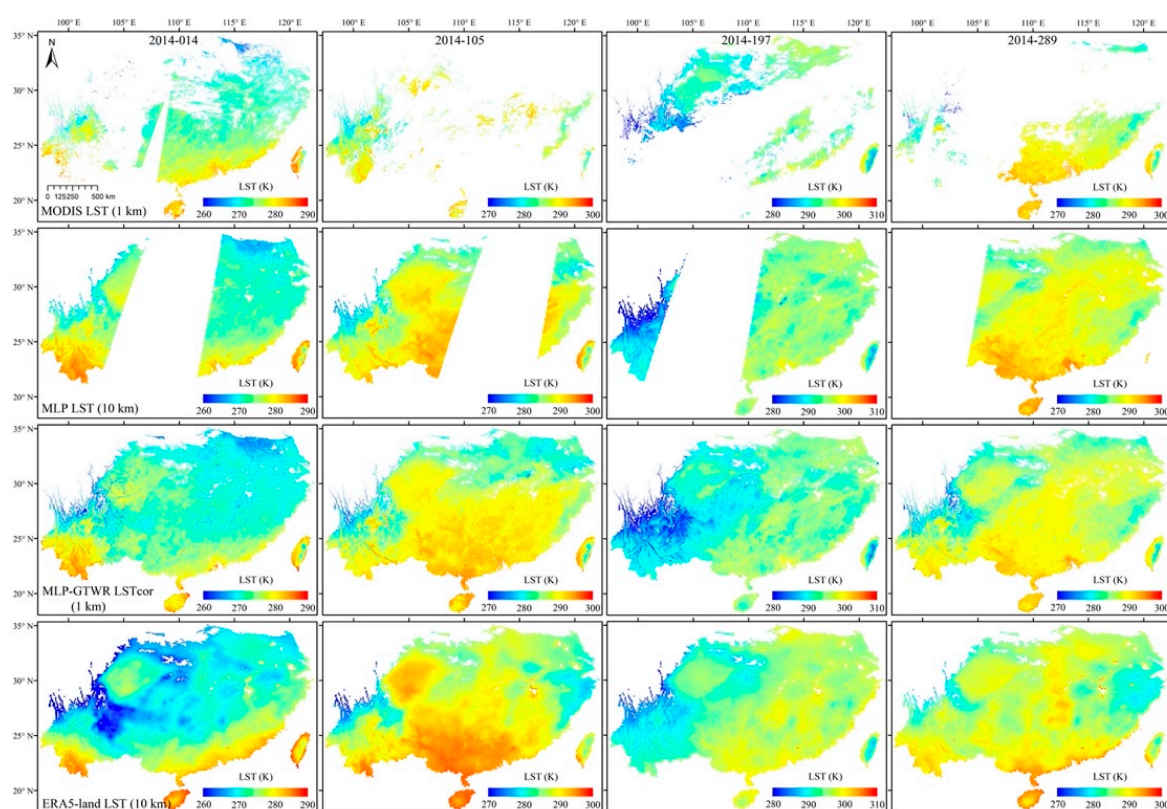 100° E 105° E 110° E 114° E 120° E 100° E 105° E 110° E 114° E 120° E 100° E 105° E 110° E 114° E 120° E 100° E 105° E 110° E 114° E 120° E
2014-014 2014-105 2014-197 2014-289
35° N
N
30° N
25° N
0 125250 500 km
LST (K) LST (K) LST (K) LST (K)
20° N
MODIS LST (1 km)
260 270 280 290 270 280 290 300 280 290 300 310 270 280 290 300
35° N
30° N
25° N
LST (K) LST (K) LST (K) LST (K)
20° N
MLP LST (10 km)
260 270 280 290 270 280 290 300 280 290 300 310 270 280 290 300
35° N
30° N
25° N
LST (K) LST (K) LST (K) LST (K)
20° N
MLP-GTWR LSTcor
(1 km)
260 270 280 290 270 280 290 300 280 290 300 310 270 280 290 300
35° N
30° N
25° N
LST (K) LST (K) LST (K) LST (K)
20° N
ERA5-land LST (10 km)
260 270 280 290 270 280 290 300 280 290 300 310 270 280 290 300